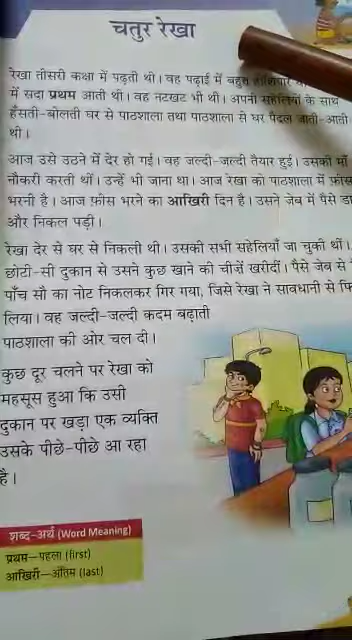 चतुर रेखा
रेखा तीसरी कक्षा में पढ़ती थी। वह पढ़ाई में बहुत होशियार
में सदा प्रथम आती थी। वह नटखट भी थी। अपनी सहेलियों के साथ
हँसती-बोलती घर से पाठशाला तथा पाठशाला से घर पैदल जाती-आती
थी।
आज उसे उठने में देर हो गई। वह जल्दी-जल्दी तैयार हुई। उसकी माँ
नौकरी करती थीं। उन्हें भी जाना था। आज रेखा को पाठशाला में फ़ीस
भरनी है। आज फ़ीस भरने का आखिरी दिन है। उसने जेब में पैसे
और निकल पड़ी।
रेखा देर से घर से निकली थी। उसकी सभी सहेलियाँ जा चुकी थीं।
छोटी-सी दुकान से उसने कुछ खाने की चीजें खरीदीं। पैसे जेब से
पाँच सौ का नोट निकलकर गिर गया, जिसे रेखा ने सावधानी से
लिया। वह जल्दी-जल्दी कदम बढ़ाती
पाठशाला की ओर चल दी।
कुछ दूर चलने पर रेखा को
महसूस हुआ कि उसी
दुकान पर खड़ा एक व्यक्ति
उसके पीछे-पीछे आ रहा
है।
शब्द-अर्थ (Word Meaning)
प्रथम—पहला (first)
आखिरी—अंतिम (last)